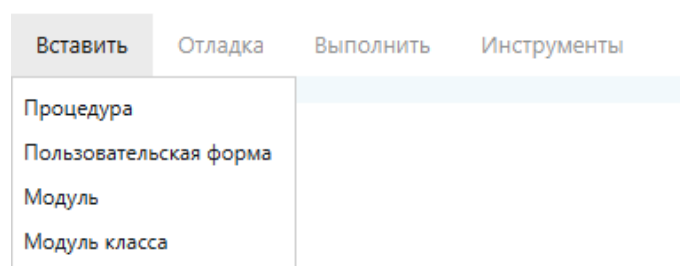 Вставить Отладка Выполнить Инструменты
Процедура
Пользовательская форма
Модуль
Модуль класса